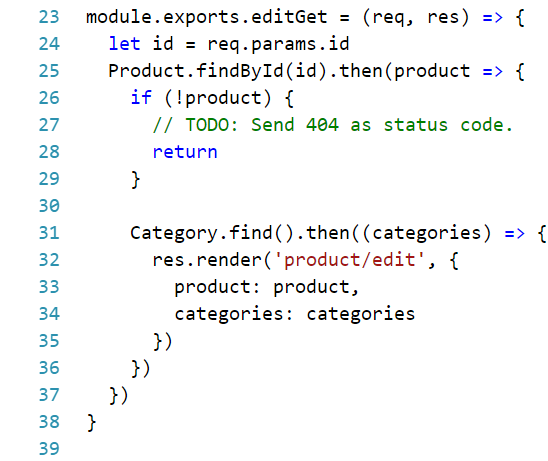 23 module.exports.editGet = (req, res) => {
24   let id = req.params.id
25   Product.findById(id).then(product => {
26     if (!product) {
27       // TODO: Send 404 as status code.
28       return
29     }
30
31     Category.find().then((categories) => {
32       res.render('product/edit', {
33         product: product,
34         categories: categories
35       })
36     })
37   })
38 }
39